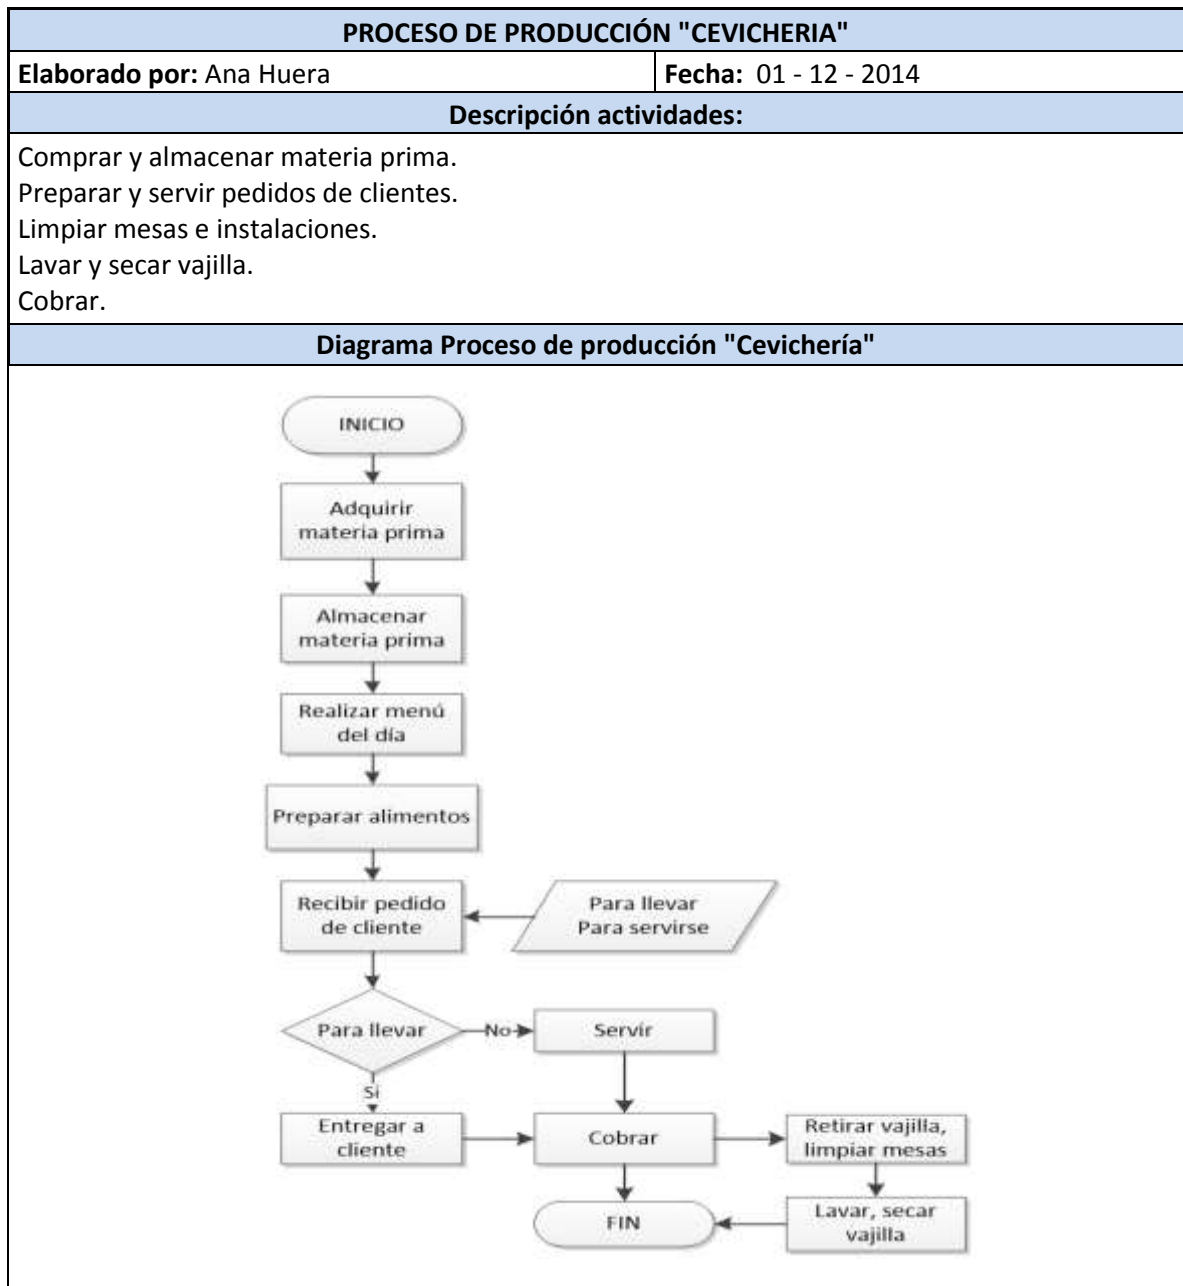 PROCESO DE PRODUCCIÓN "CEVICHERIA"
Elaborado por: Ana Huera
Fecha: 01 - 12 - 2014
Descripción actividades:
Comprar y almacenar materia prima.
Preparar y servir pedidos de clientes.
Limpiar mesas e instalaciones.
Lavar y secar vajilla.
Cobrar.
Diagrama Proceso de producción "Cevichería"
INICIO
Adquirir
materia prima
Almacenar
materia prima
Realizar menú
del día
Preparar alimentos
Recibir pedido
de cliente
Para llevar
Para servirse
Para llevar
No
Servir
Si
Entregar a
cliente
Cobrar
Retirar vajilla,
limpiar mesas
FIN
Lavar, secar
vajilla